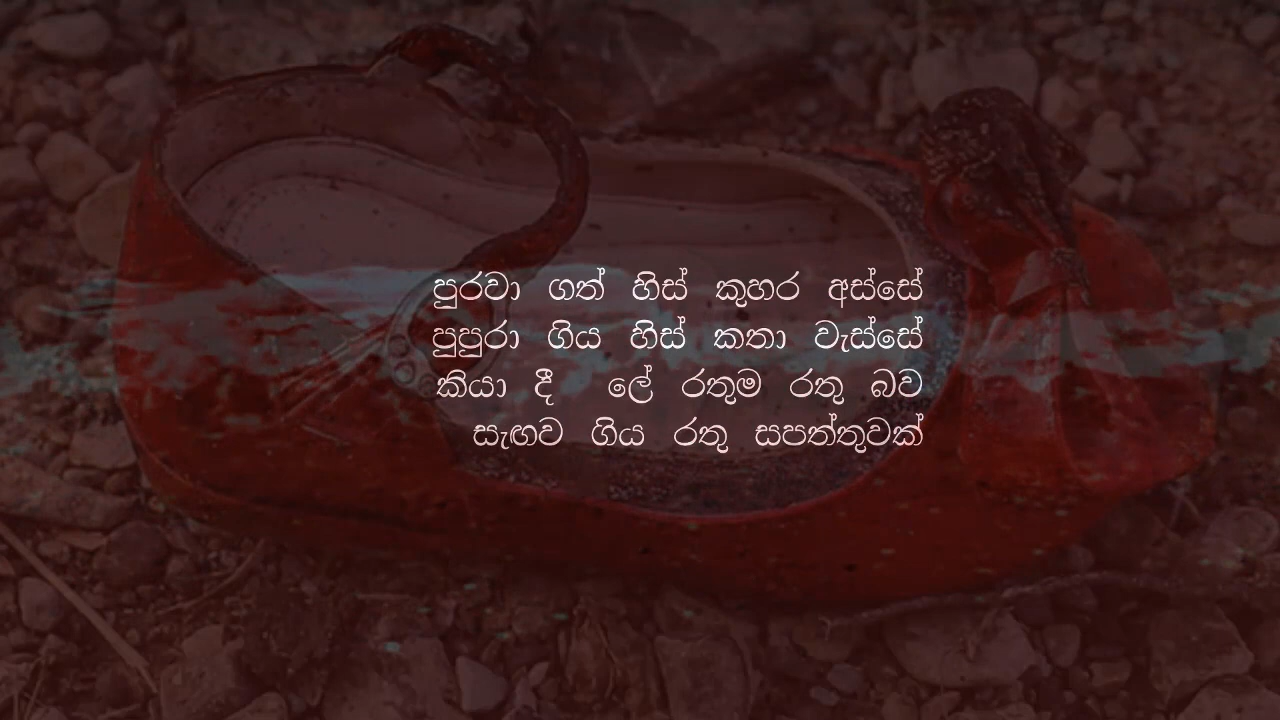 පුරවා ගත් හිස් කුහර අස්සේ
පුපුරා ගිය හිස් කතා වැස්සේ
කියා දී ලේ රතුම රතු බව
සැඟව ගිය රතු සපත්තුවක්